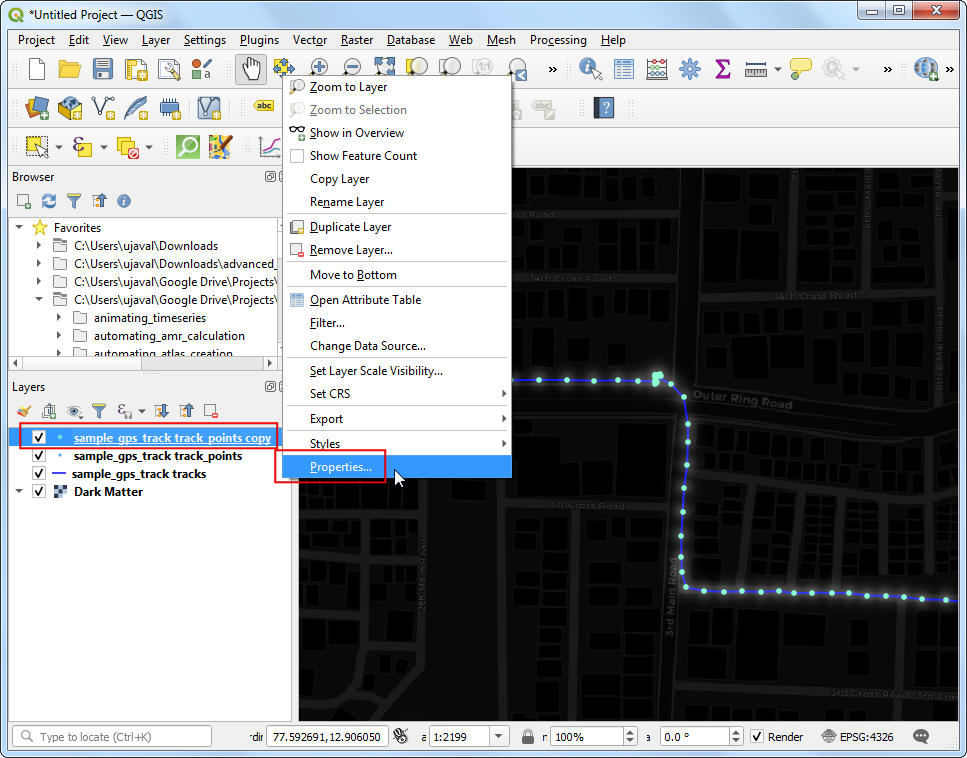 *Untitled Project — QGIS
Project Edit View Layer Settings Plugins Vector Raster Database Web Mesh Processing Help
abc
Browser
Favorites
C:\Users\ujaval\Downloads
C:\Users\ujaval\Downloads\advanced_
C:\Users\ujaval\Google Drive\Projects\
C:\Users\ujaval\Google Drive\Projects\
animating_timeseries
automating_amr_calculation
automating_atlas_creation
Layers
sample_gps_track track_points copy
sample_gps_track track_points
sample_gps_track tracks
Dark Matter
Zoom to Layer
Zoom to Selection
Show in Overview
Show Feature Count
Copy Layer
Rename Layer
Duplicate Layer
Remove Layer...
Move to Bottom
Open Attribute Table
Filter...
Change Data Source...
Set Layer Scale Visibility...
Set CRS
Export
Styles
Properties...
Cross Road
14th Cross Road
14th Cross Road
Outer Ring Road
1st Cross Road
2th Main Road
3rd Main Road
3rd Cross Road
3rd Cross
Type to locate (Ctrl+K)
77.592691,12.906050
1:2199
100%
0.0 °
Render
EPSG:4326